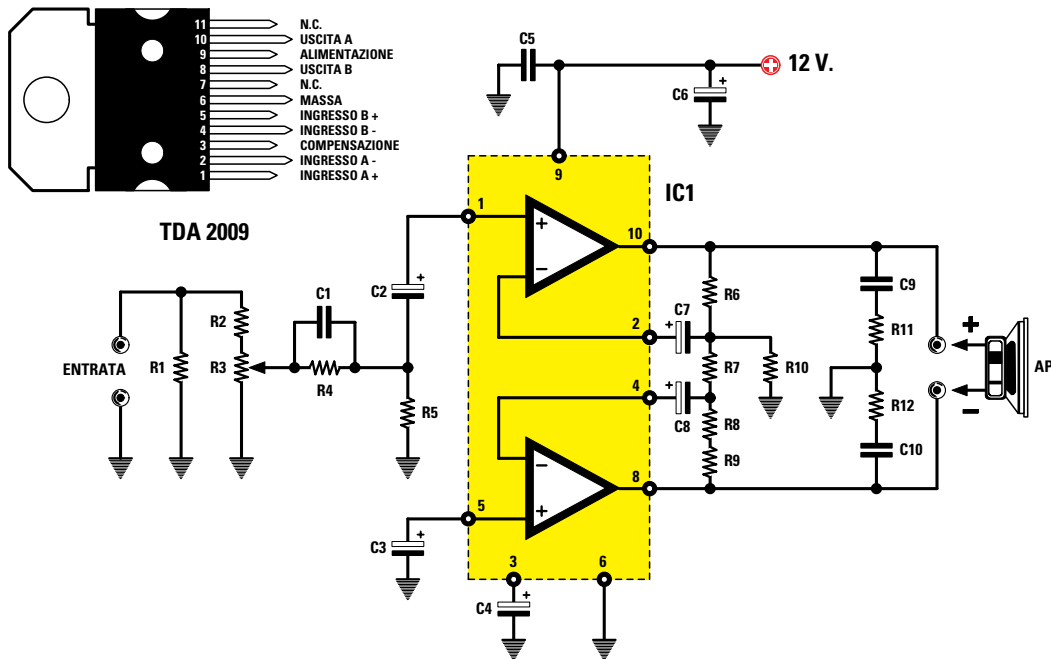 11 N.C.
10 USCITA A
9 ALIMENTAZIONE
8 USCITA B
7 N.C.
6 MASSA
5 INGRESSO B +
4 INGRESSO B -
3 COMPENSAZIONE
2 INGRESSO A -
1 INGRESSO A +
TDA 2009
C5
+
12 V.
C6
+
9
IC1
1
+
−
10
C2
+
2
C7
+
R6
C9
R11
+
ENTRATA
R1
R2
R3
C1
R4
R5
4
C8
+
R7
R10
R8
R9
R12
C10
−
AP
5
−
+
8
C3
+
3
6
C4
+